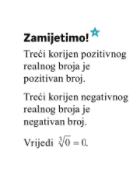 Zamijetimo!
Treći korijen pozitivnog
realnog broja je
pozitivan broj.
Treći korijen negativnog
realnog broja je
negativan broj.
Vrijedi ∛0 = 0.